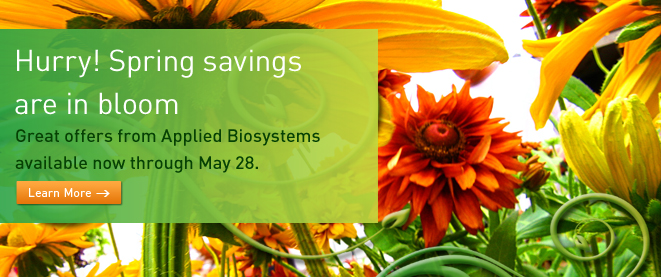 Hurry! Spring savings
are in bloom
Great offers from Applied Biosystems
available now through May 28.
Learn More →